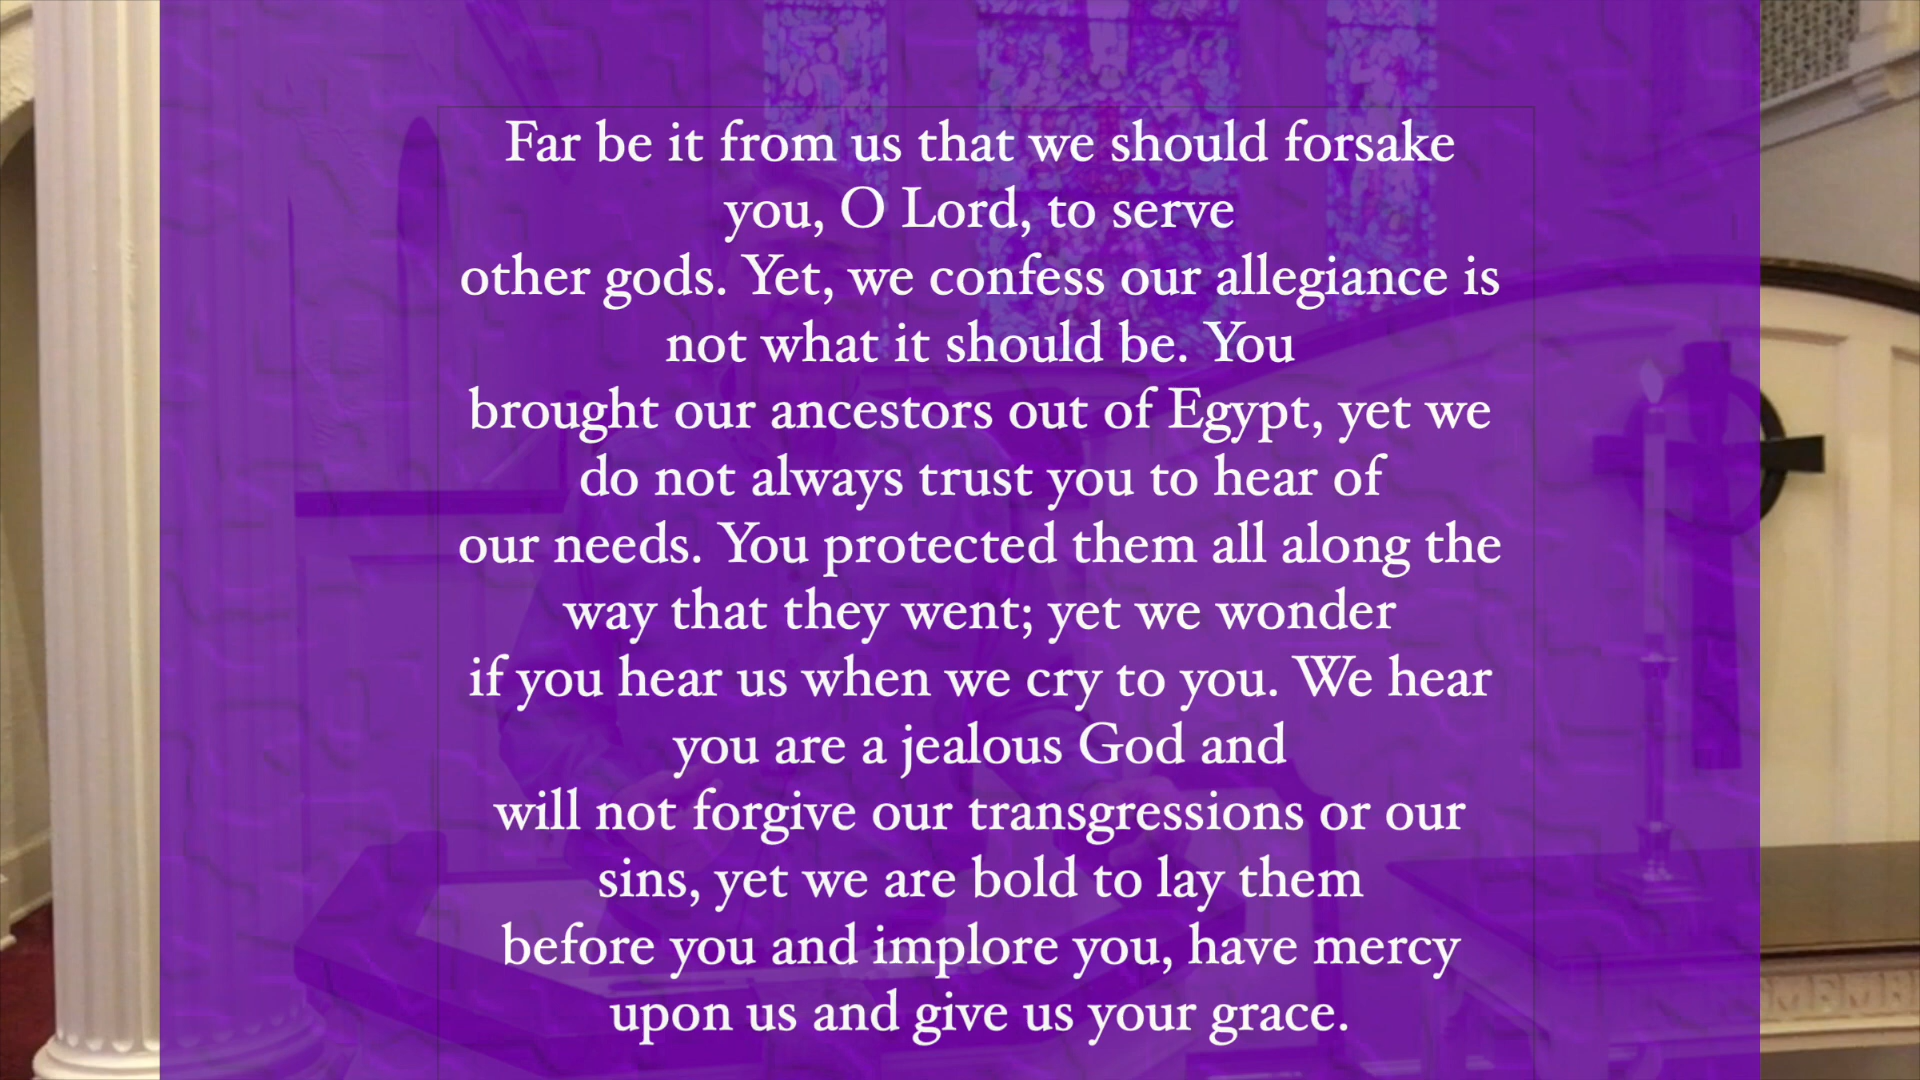 Far be it from us that we should forsake
you, O Lord, to serve
other gods. Yet, we confess our allegiance is
not what it should be. You
brought our ancestors out of Egypt, yet we
do not always trust you to hear of
our needs. You protected them all along the
way that they went; yet we wonder
if you hear us when we cry to you. We hear
you are a jealous God and
will not forgive our transgressions or our
sins, yet we are bold to lay them
before you and implore you, have mercy
upon us and give us your grace.